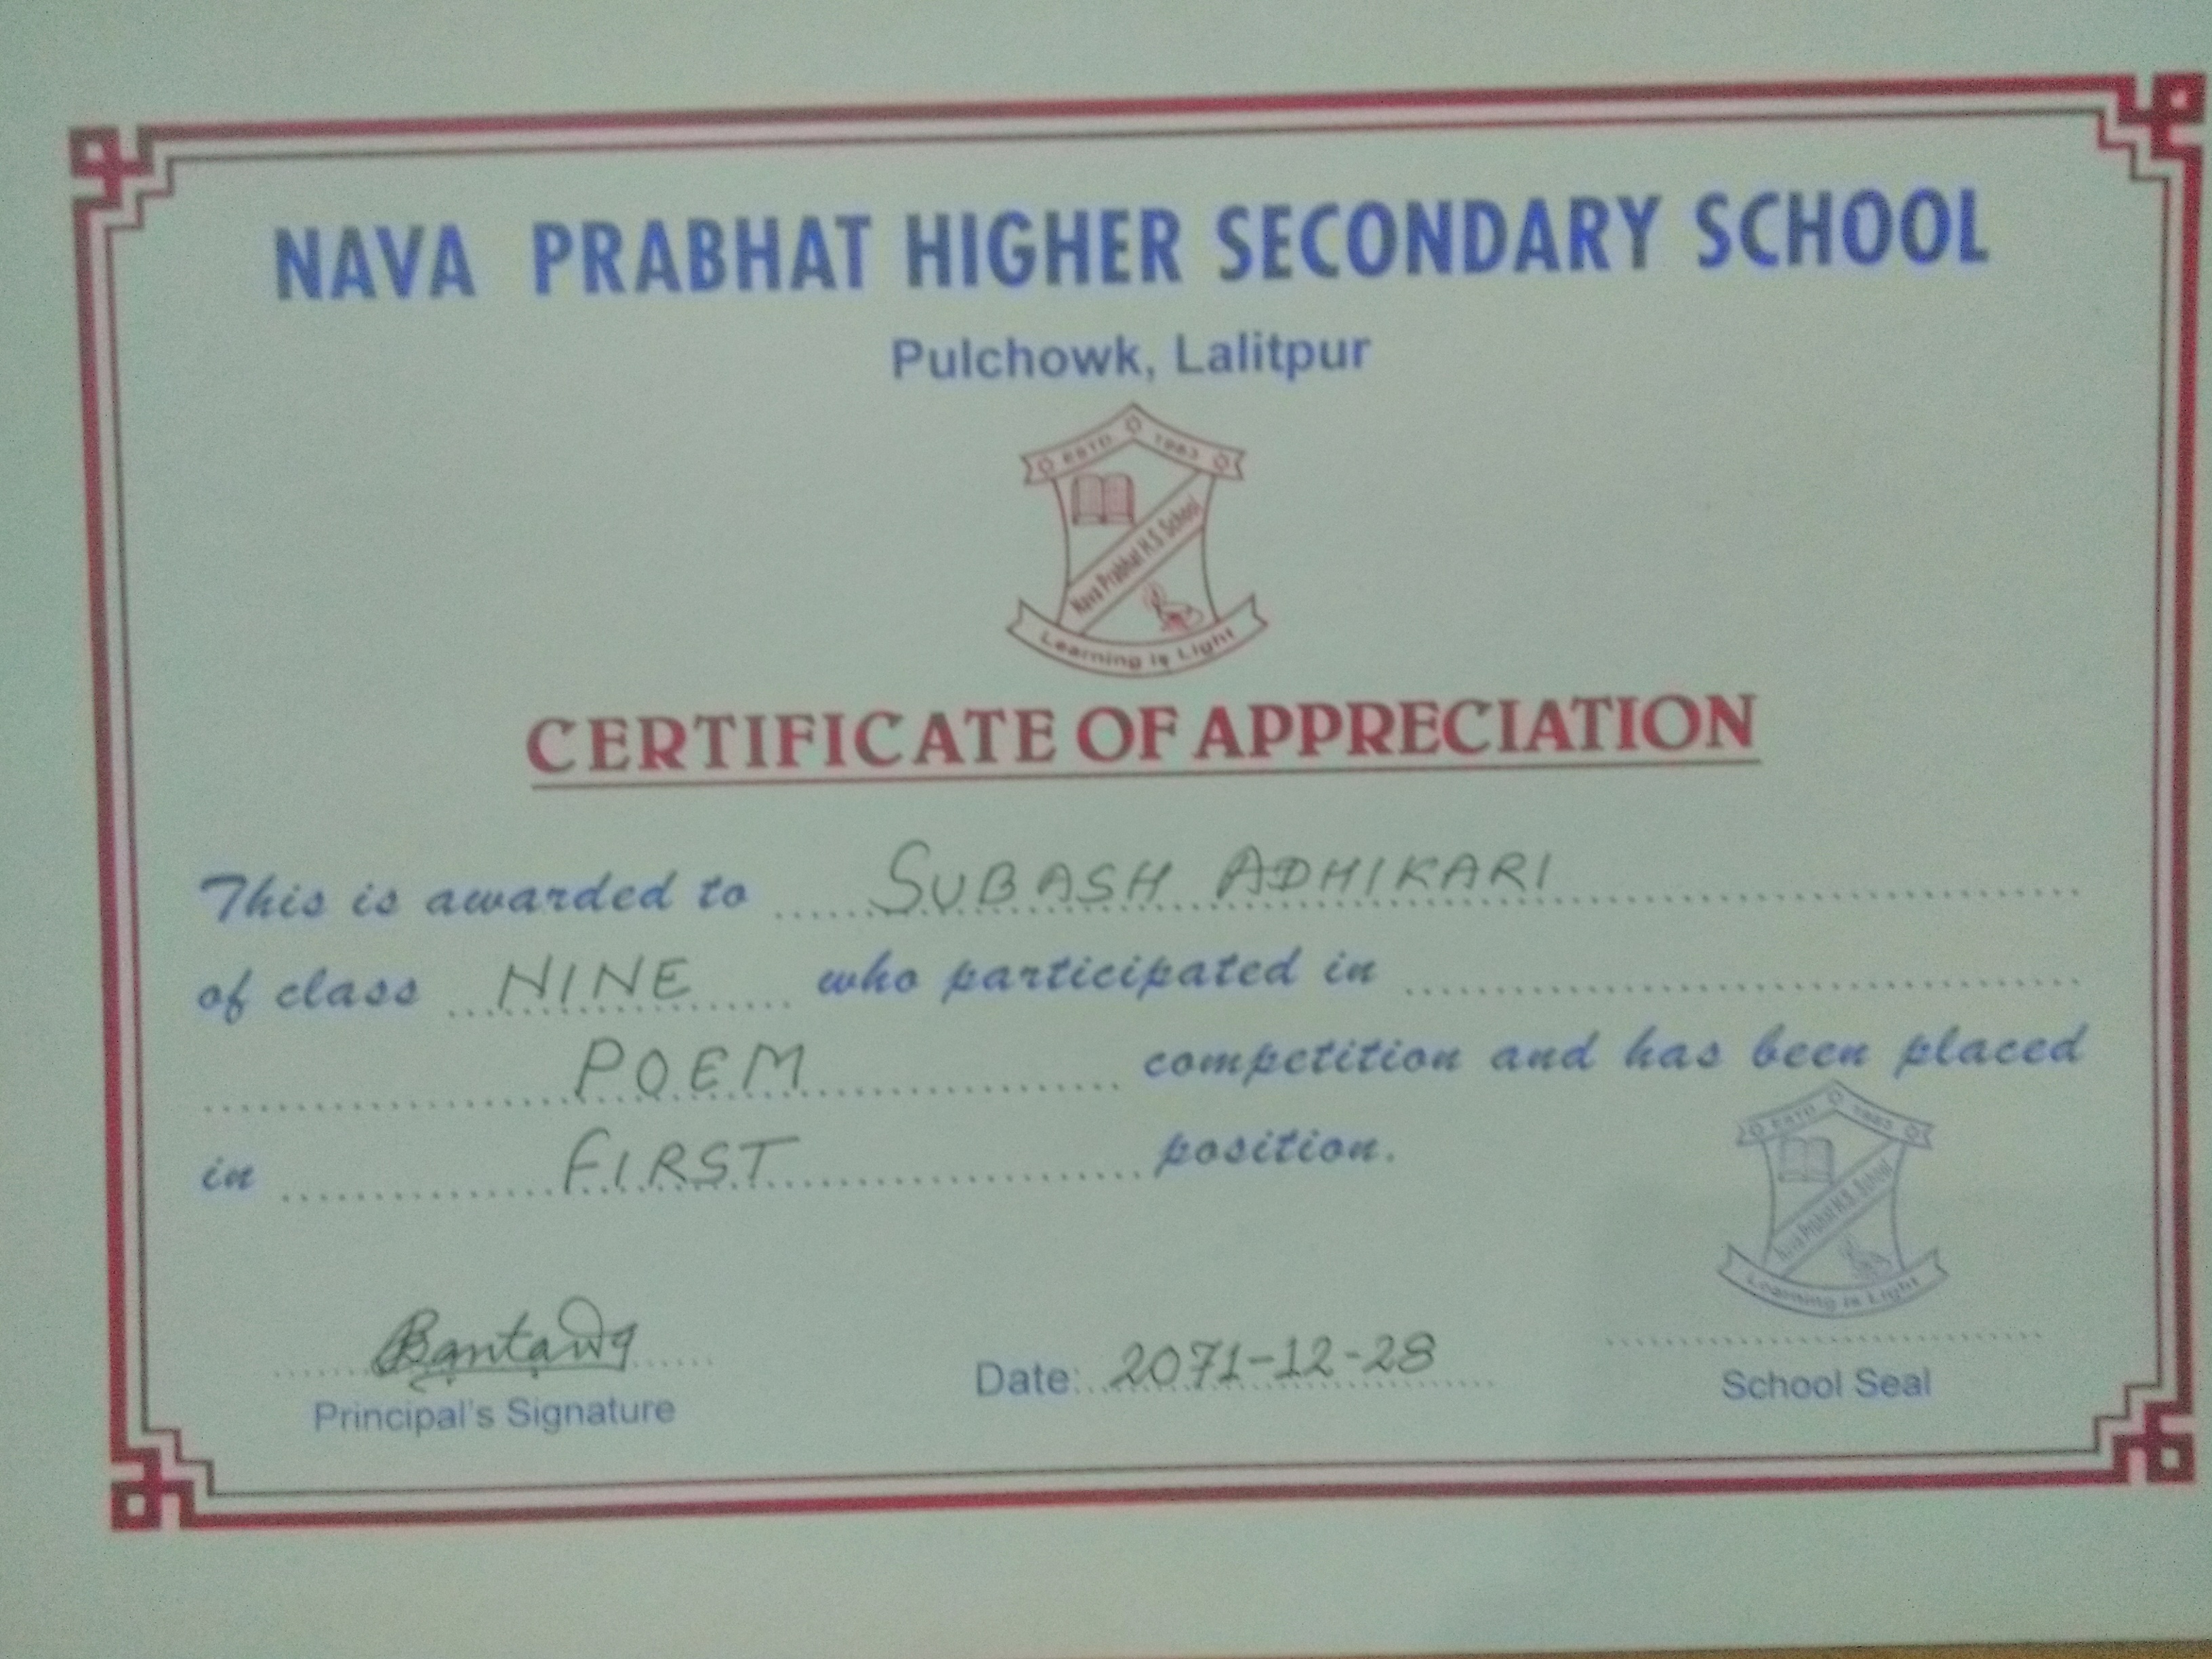 NAVA PRABHAT HIGHER SECONDARY SCHOOL
Pulchowk, Lalitpur
ESTD 1983
Nava Prabhat H.S. School
Learning is Light
CERTIFICATE OF APPRECIATION
This is awarded to SUBASH ADHIKARI
of class NINE who participated in
POEM competition and has been placed
in FIRST position.
ESTD 1983
Nava Prabhat H.S. School
Learning is Light
Bantawa
Principal's Signature
Date: 2071-12-28
School Seal